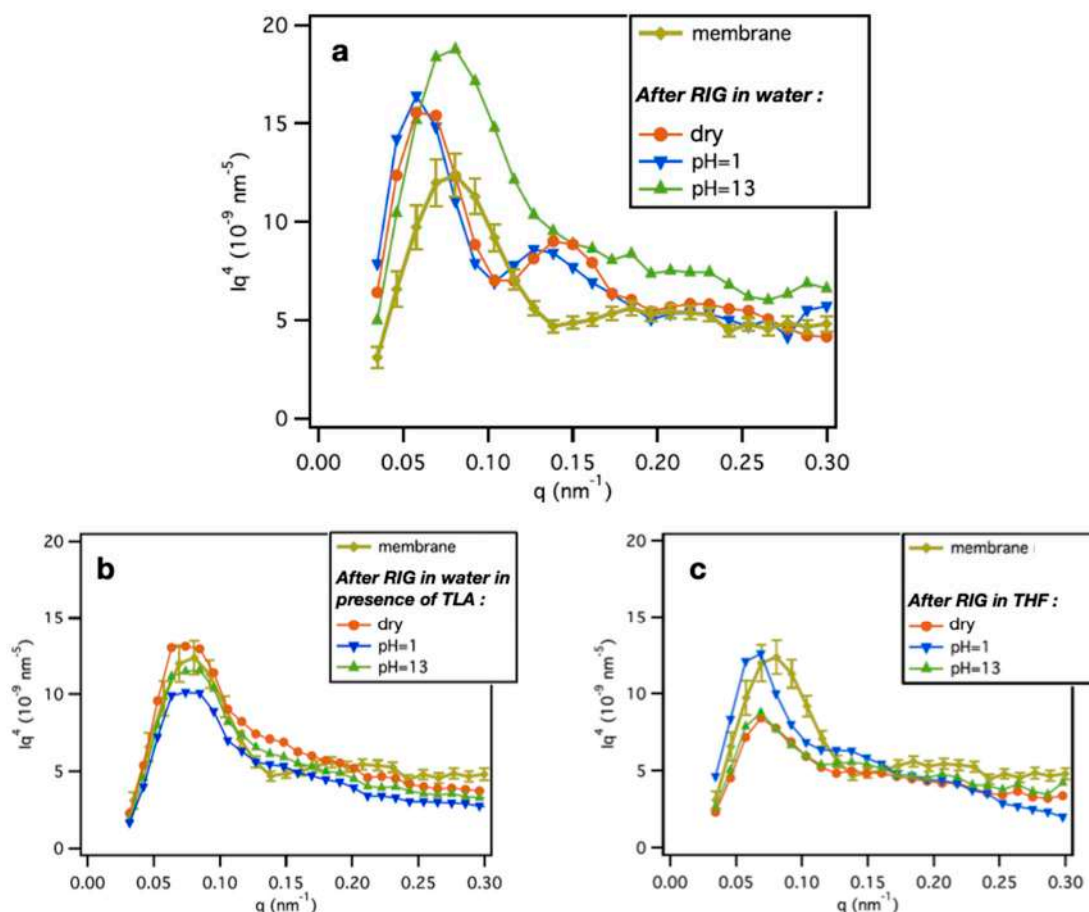 a
20
15
10
5
0
Iq⁴ (10⁻⁹ nm⁻⁵)
0.00 0.05 0.10 0.15 0.20 0.25 0.30
q (nm⁻¹)
membrane
After RIG in water :
dry
pH=1
pH=13
b
20
15
10
5
0
Iq⁴ (10⁻⁹ nm⁻⁵)
0.00 0.05 0.10 0.15 0.20 0.25 0.30
q (nm⁻¹)
membrane
After RIG in water in
presence of TLA :
dry
pH=1
pH=13
c
20
15
10
5
0
Iq⁴ (10⁻⁹ nm⁻⁵)
0.00 0.05 0.10 0.15 0.20 0.25 0.30
q (nm⁻¹)
membrane
After RIG in THF :
dry
pH=1
pH=13